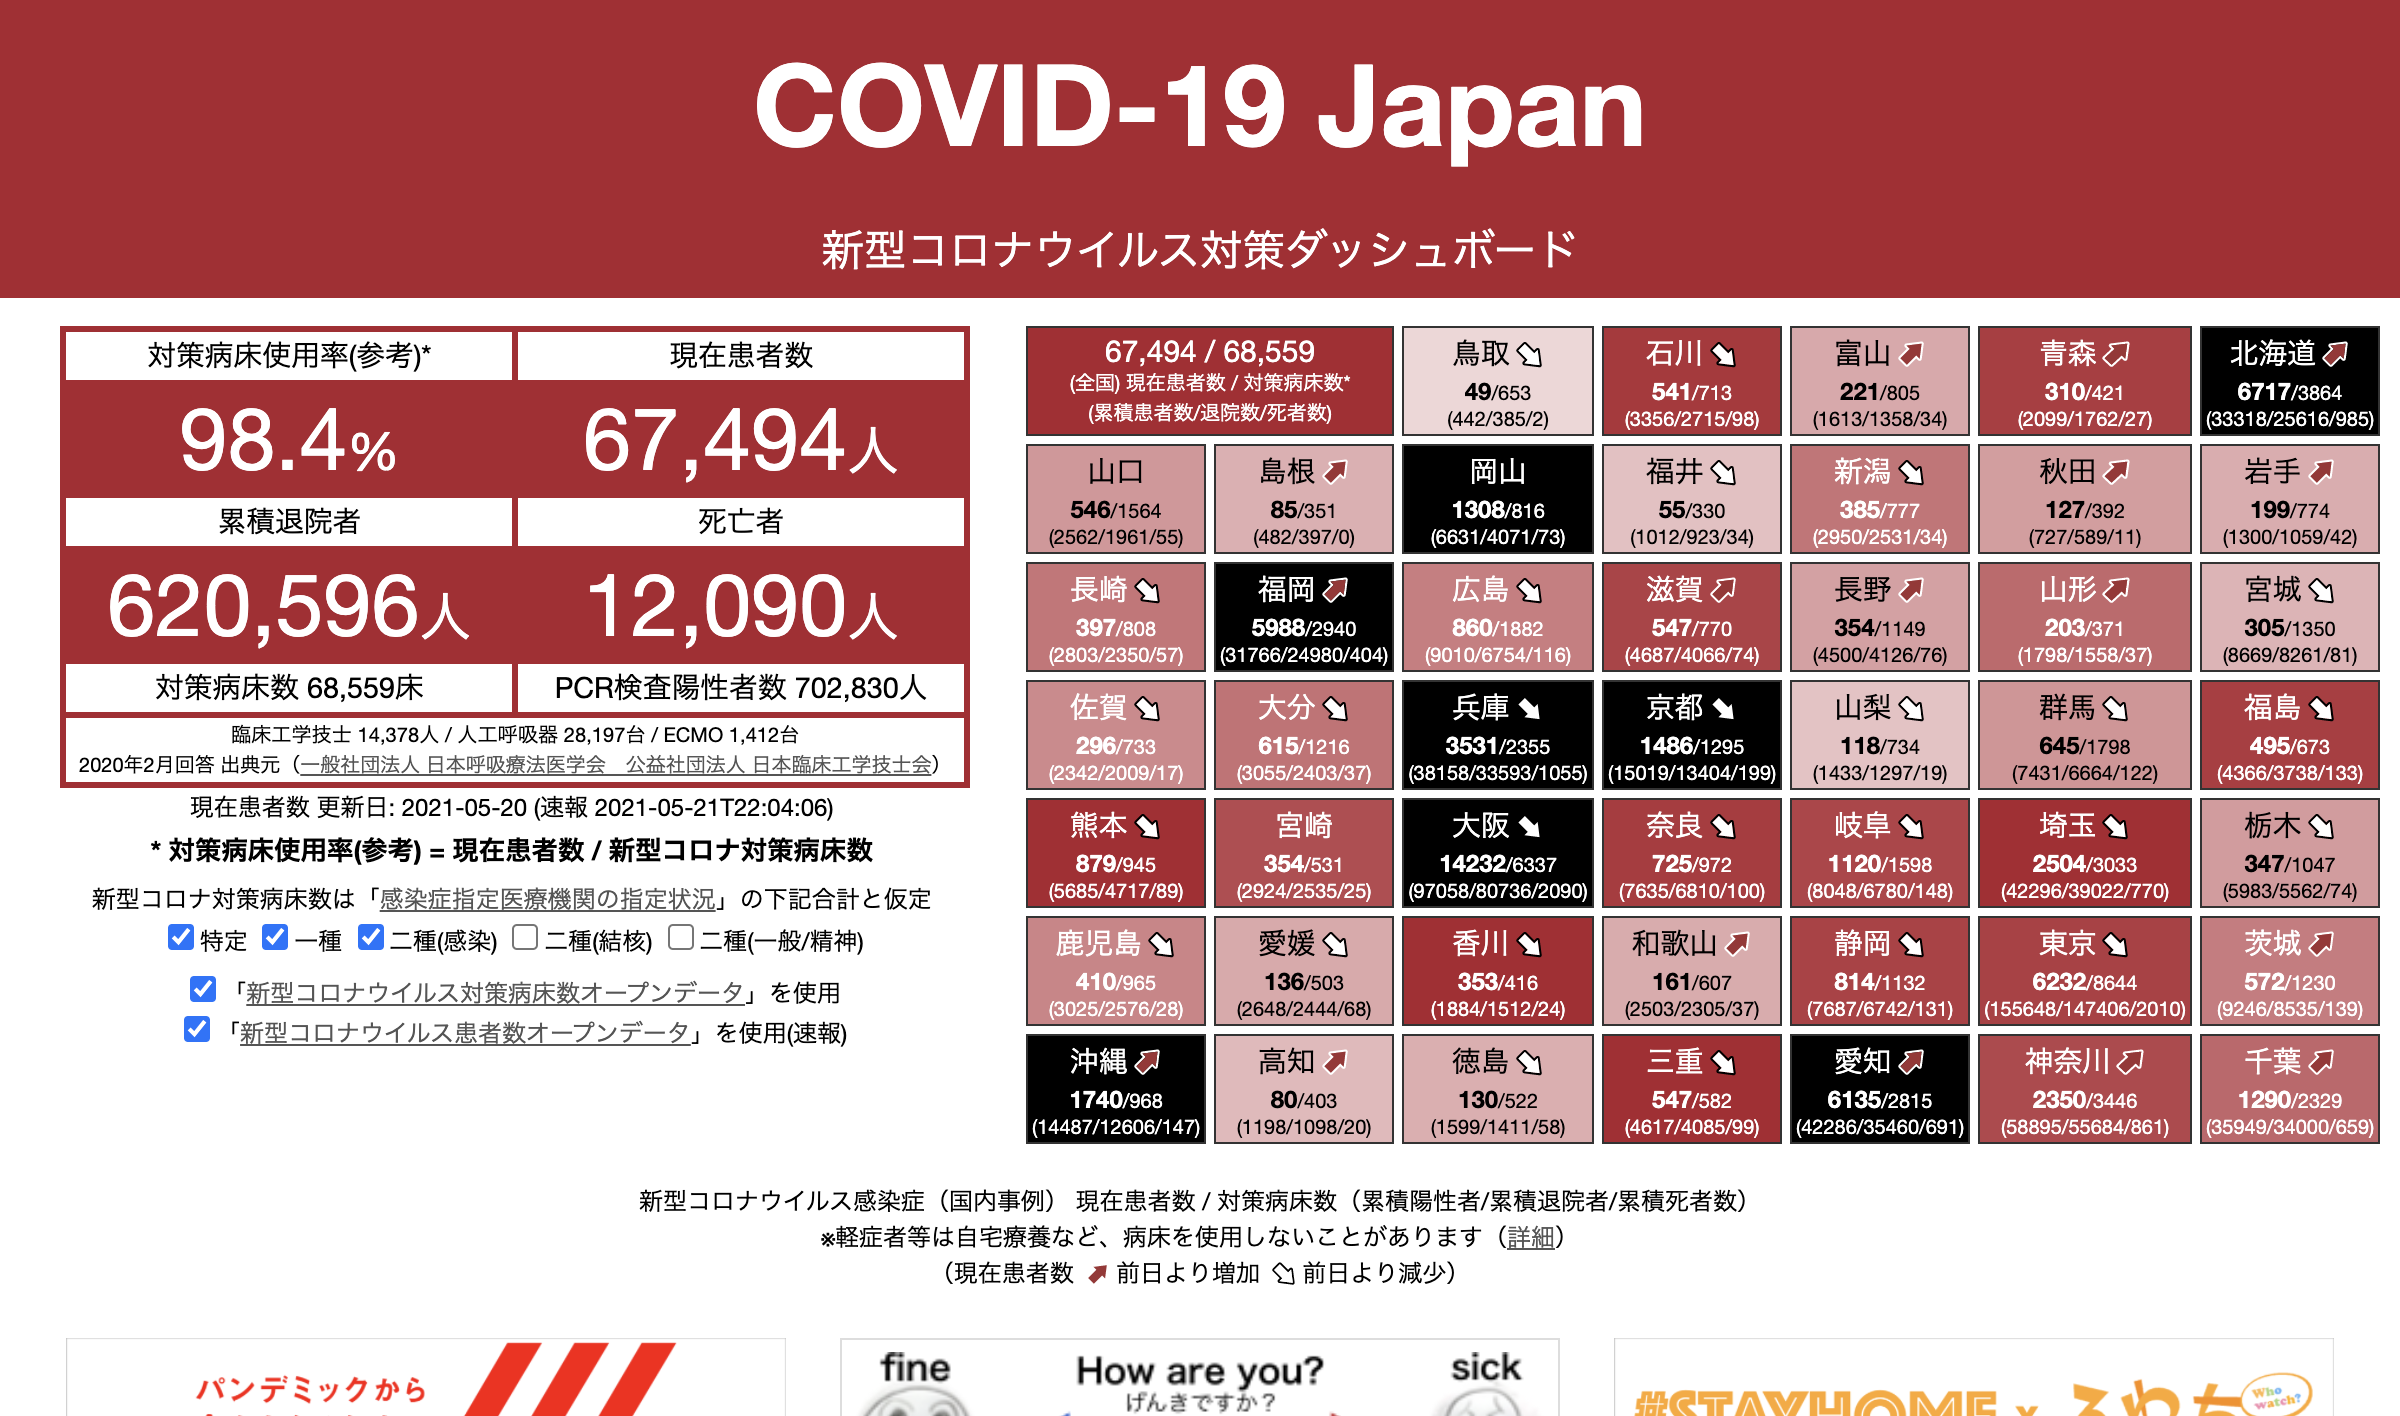 COVID-19 Japan
新型コロナウイルス対策ダッシュボード
対策病床使用率(参考)* 現在患者数
98.4% 67,494人
累積退院者 死亡者
620,596人 12,090人
対策病床数 68,559床 PCR検査陽性者数 702,830人
臨床工学技士 14,378人 / 人工呼吸器 28,197台 / ECMO 1,412台
2020年2月回答 出典元（一般社団法人 日本呼吸療法医学会　公益社団法人 日本臨床工学技士会）
現在患者数 更新日: 2021-05-20 (速報 2021-05-21T22:04:06)
* 対策病床使用率(参考) = 現在患者数 / 新型コロナ対策病床数
新型コロナ対策病床数は「感染症指定医療機関の指定状況」の下記合計と仮定
特定 一種 二種(感染) 二種(結核) 二種(一般/精神)
「新型コロナウイルス対策病床数オープンデータ」を使用
「新型コロナウイルス患者数オープンデータ」を使用(速報)
67,494 / 68,559
(全国) 現在患者数 / 対策病床数*
(累積患者数/退院数/死者数)
鳥取
49/653
(442/385/2)
石川
541/713
(3356/2715/98)
富山
221/805
(1613/1358/34)
青森
310/421
(2099/1762/27)
北海道
6717/3864
(33318/25616/985)
山口
546/1564
(2562/1961/55)
島根
85/351
(482/397/0)
岡山
1308/816
(6631/4071/73)
福井
55/330
(1012/923/34)
新潟
385/777
(2950/2531/34)
秋田
127/392
(727/589/11)
岩手
199/774
(1300/1059/42)
長崎
397/808
(2803/2350/57)
福岡
5988/2940
(31766/24980/404)
広島
860/1882
(9010/6754/116)
滋賀
547/770
(4687/4066/74)
長野
354/1149
(4500/4126/76)
山形
203/371
(1798/1558/37)
宮城
305/1350
(8669/8261/81)
佐賀
296/733
(2342/2009/17)
大分
615/1216
(3055/2403/37)
兵庫
3531/2355
(38158/33593/1055)
京都
1486/1295
(15019/13404/199)
山梨
118/734
(1433/1297/19)
群馬
645/1798
(7431/6664/122)
福島
495/673
(4366/3738/133)
熊本
879/945
(5685/4717/89)
宮崎
354/531
(2924/2535/25)
大阪
14232/6337
(97058/80736/2090)
奈良
725/972
(7635/6810/100)
岐阜
1120/1598
(8048/6780/148)
埼玉
2504/3033
(42296/39022/770)
栃木
347/1047
(5983/5562/74)
鹿児島
410/965
(3025/2576/28)
愛媛
136/503
(2648/2444/68)
香川
353/416
(1884/1512/24)
和歌山
161/607
(2503/2305/37)
静岡
814/1132
(7687/6742/131)
東京
6232/8644
(155648/147406/2010)
茨城
572/1230
(9246/8535/139)
沖縄
1740/968
(14487/12606/147)
高知
80/403
(1198/1098/20)
徳島
130/522
(1599/1411/58)
三重
547/582
(4617/4085/99)
愛知
6135/2815
(42286/35460/691)
神奈川
2350/3446
(58895/55684/861)
千葉
1290/2329
(35949/34000/659)
新型コロナウイルス感染症（国内事例） 現在患者数 / 対策病床数（累積陽性者/累積退院者/累積死者数）
※軽症者等は自宅療養など、病床を使用しないことがあります（詳細）
（現在患者数 前日より増加 前日より減少）
パンデミックから
fine How are you? sick
げんきですか？
#STAYHOME x ふわち
Who watch?